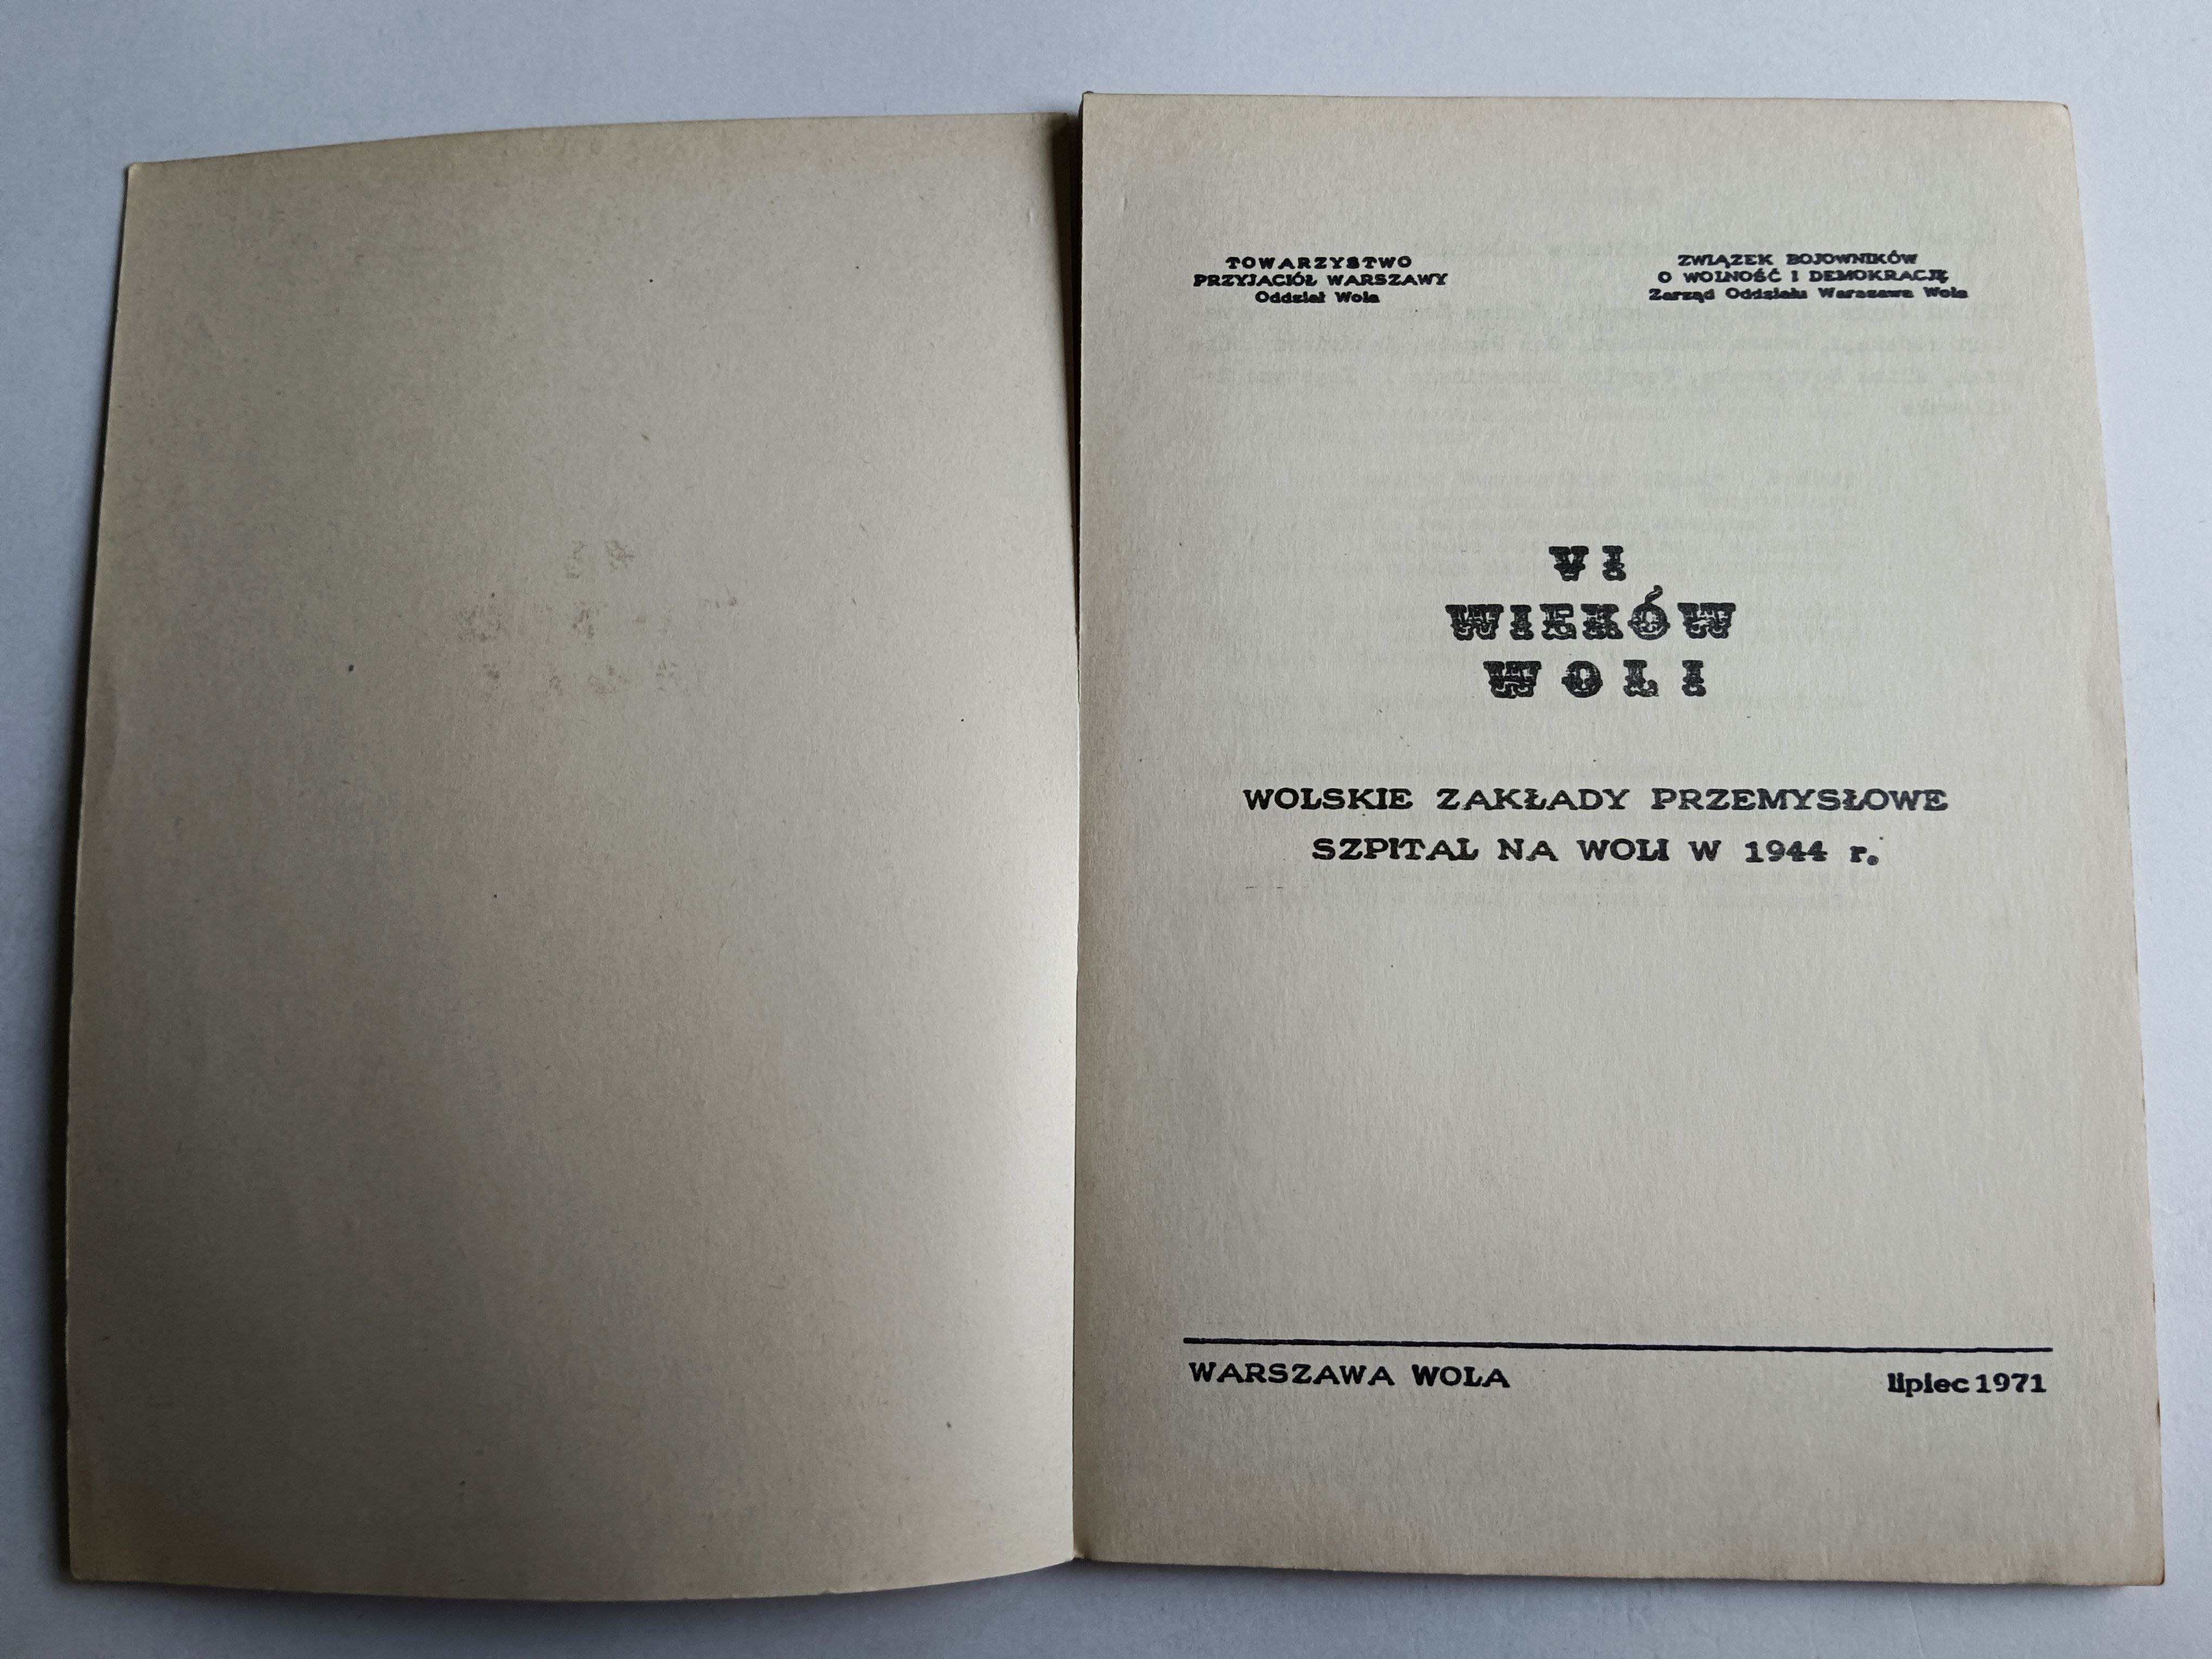 TOWARZYSTWO
PRZYJACIÓŁ WARSZAWY
Oddział Wola
ZWIĄZEK BOJOWNIKÓW
O WOLNOŚĆ I DEMOKRACJĘ
Zarząd Oddziału Warszawa Wola
VI
WIEKÓW
WOLI
WOLSKIE ZAKŁADY PRZEMYSŁOWE
SZPITAL NA WOLI W 1944 r.
WARSZAWA WOLA
lipiec 1971